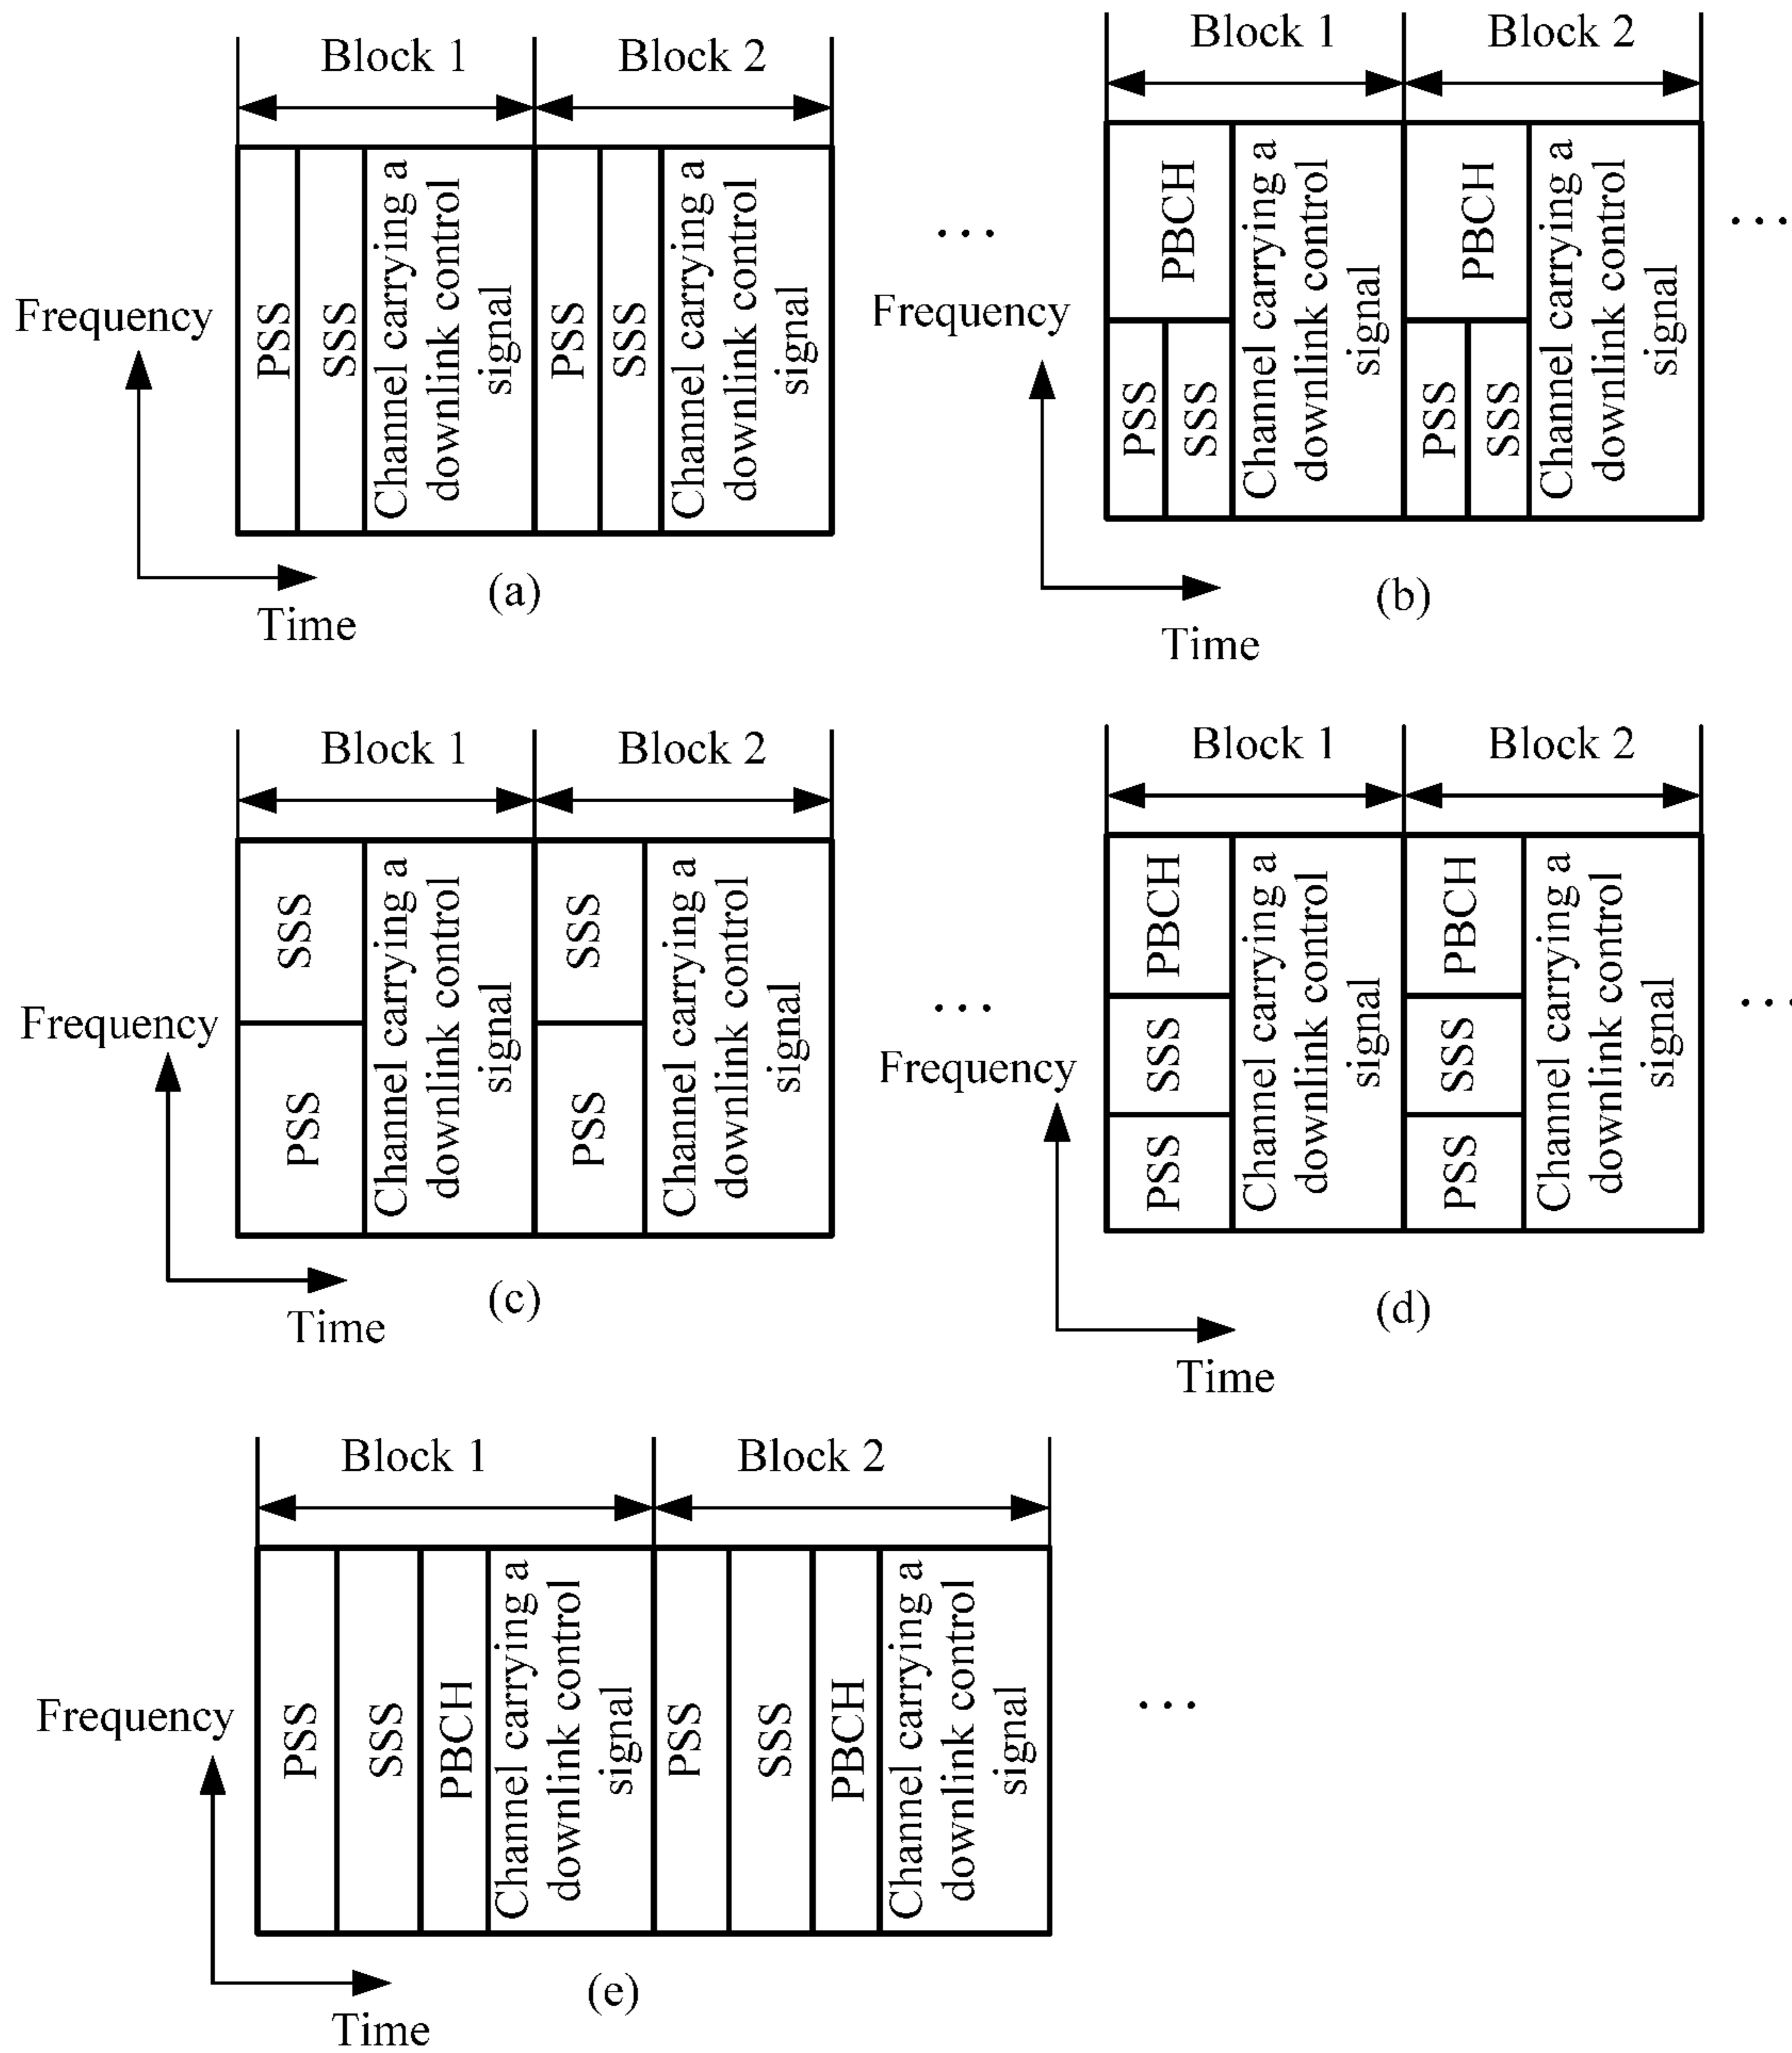 Block 1
Block 2
PSS
SSS
Channel carrying a
downlink control
signal
PSS
SSS
Channel carrying a
downlink control
signal
...
Frequency
Time
(a)
Block 1
Block 2
PBCH
PSS
SSS
Channel carrying a
downlink control
signal
PBCH
PSS
SSS
Channel carrying a
downlink control
signal
...
Frequency
Time
(b)
Block 1
Block 2
SSS
PSS
Channel carrying a
downlink control
signal
SSS
PSS
Channel carrying a
downlink control
signal
...
Frequency
Time
(c)
Block 1
Block 2
PBCH
SSS
PSS
Channel carrying a
downlink control
signal
PBCH
SSS
PSS
Channel carrying a
downlink control
signal
...
Frequency
Time
(d)
Block 1
Block 2
PSS
SSS
PBCH
Channel carrying a
downlink control
signal
PSS
SSS
PBCH
Channel carrying a
downlink control
signal
...
Frequency
Time
(e)